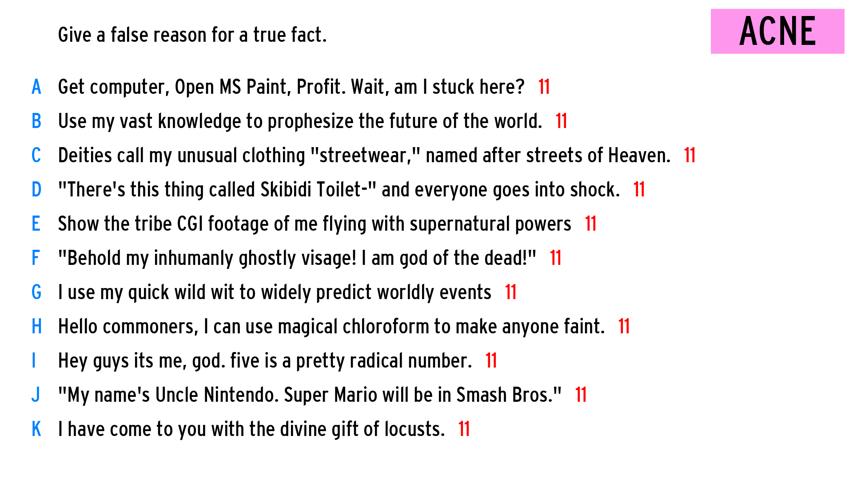 Give a false reason for a true fact.
ACNE
A Get computer, Open MS Paint, Profit. Wait, am I stuck here? 11
B Use my vast knowledge to prophesize the future of the world. 11
C Deities call my unusual clothing "streetwear," named after streets of Heaven. 11
D "There's this thing called Skibidi Toilet-" and everyone goes into shock. 11
E Show the tribe CGI footage of me flying with supernatural powers 11
F "Behold my inhumanly ghostly visage! I am god of the dead!" 11
G I use my quick wild wit to widely predict worldly events 11
H Hello commoners, I can use magical chloroform to make anyone faint. 11
I Hey guys its me, god. five is a pretty radical number. 11
J "My name's Uncle Nintendo. Super Mario will be in Smash Bros." 11
K I have come to you with the divine gift of locusts. 11